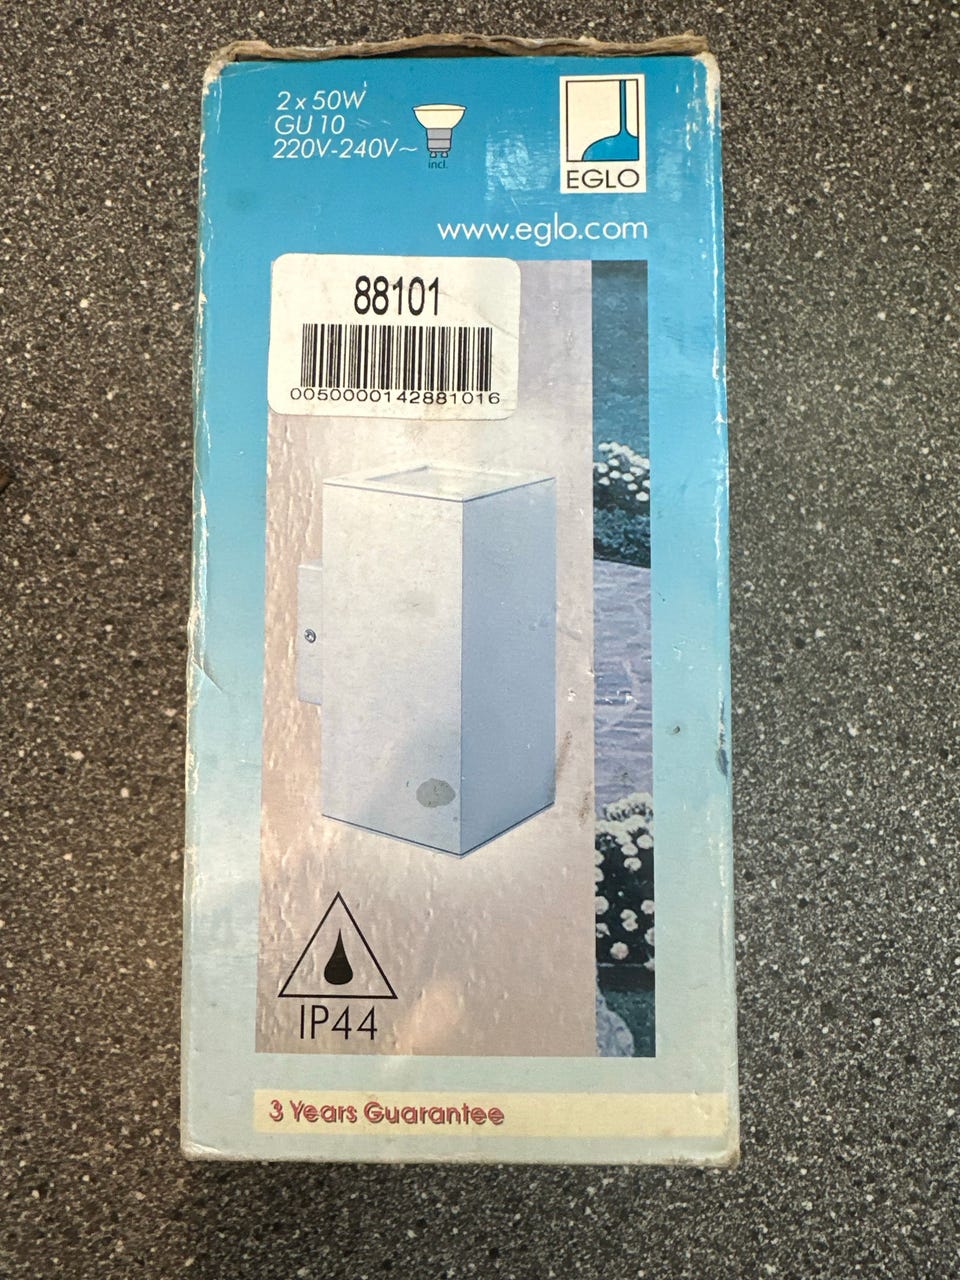 2 x 50W
GU 10
220V-240V~
incl.
EGLO
www.eglo.com
88101
0050000142881016
IP44
3 Years Guarantee